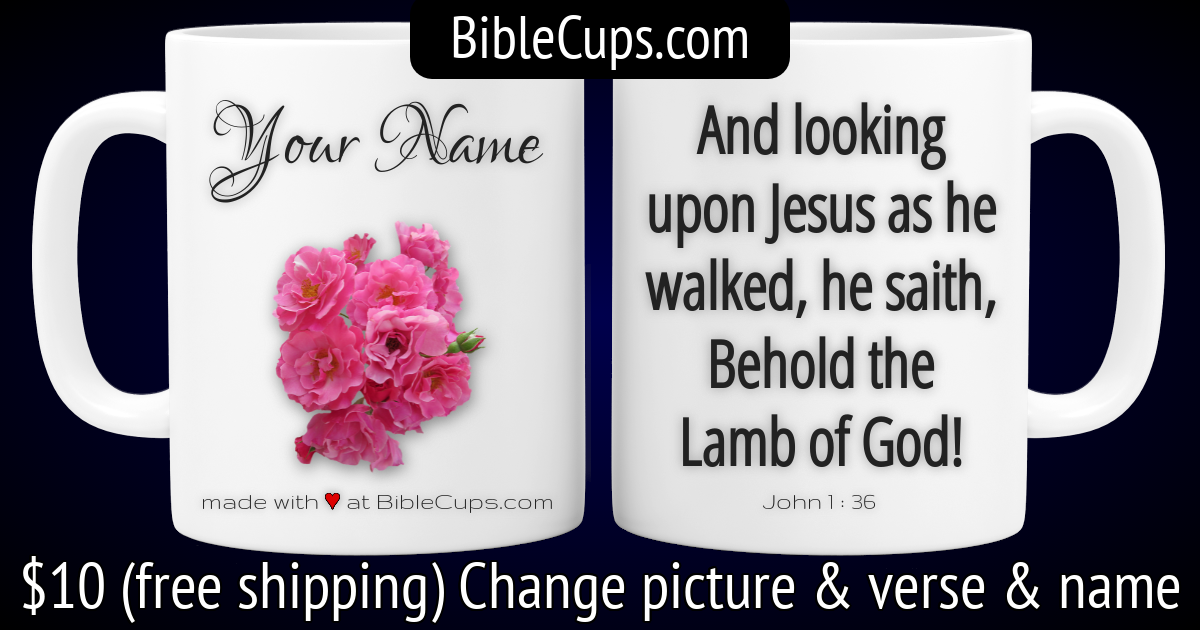 BibleCups.com
Your Name
made with ♥ at BibleCups.com
And looking
upon Jesus as he
walked, he saith,
Behold the
Lamb of God!
John 1 : 36
$10 (free shipping) Change picture & verse & name